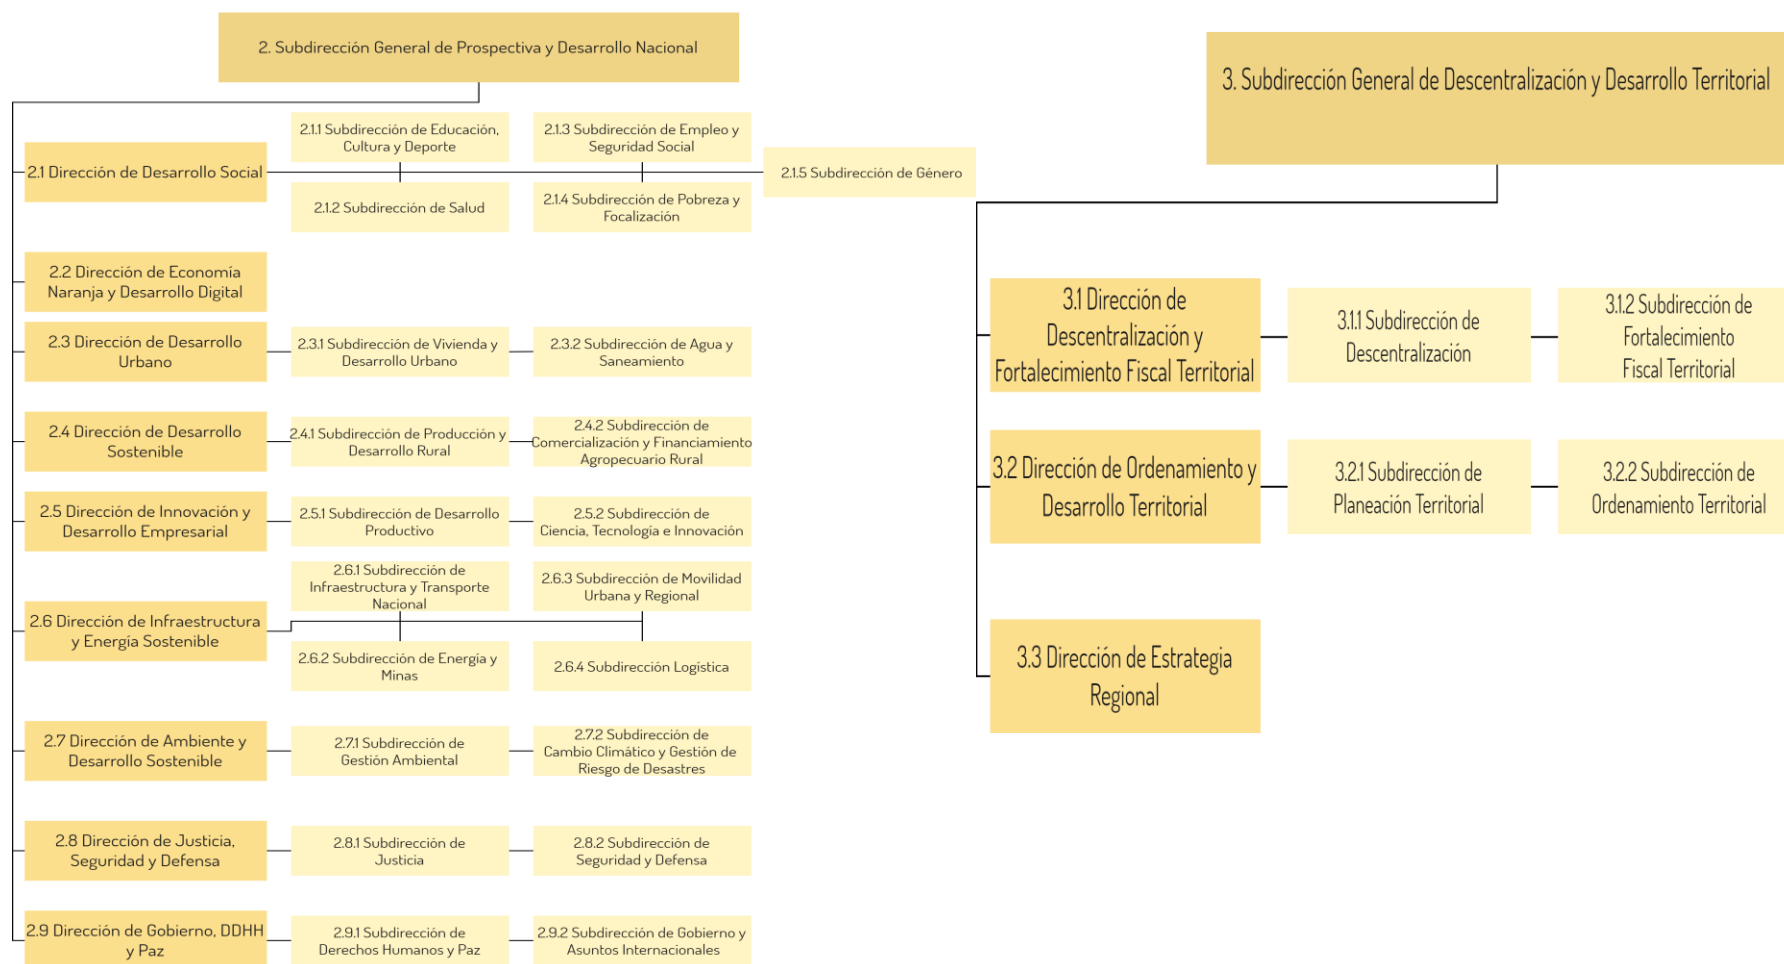 2. Subdirección General de Prospectiva y Desarrollo Nacional
2.1 Dirección de Desarrollo Social
2.1.1 Subdirección de Educación,
Cultura y Deporte
2.1.2 Subdirección de Salud
2.1.3 Subdirección de Empleo y
Seguridad Social
2.1.4 Subdirección de Pobreza y
Focalización
2.1.5 Subdirección de Género
2.2 Dirección de Economía
Naranja y Desarrollo Digital
2.3 Dirección de Desarrollo
Urbano
2.3.1 Subdirección de Vivienda y
Desarrollo Urbano
2.3.2 Subdirección de Agua y
Saneamiento
2.4 Dirección de Desarrollo
Sostenible
2.4.1 Subdirección de Producción y
Desarrollo Rural
2.4.2 Subdirección de
Comercialización y Financiamiento
Agropecuario Rural
2.5 Dirección de Innovación y
Desarrollo Empresarial
2.5.1 Subdirección de Desarrollo
Productivo
2.5.2 Subdirección de
Ciencia, Tecnología e Innovación
2.6 Dirección de Infraestructura
y Energía Sostenible
2.6.1 Subdirección de
Infraestructura y Transporte
Nacional
2.6.2 Subdirección de Energía y
Minas
2.6.3 Subdirección de Movilidad
Urbana y Regional
2.6.4 Subdirección Logística
2.7 Dirección de Ambiente y
Desarrollo Sostenible
2.7.1 Subdirección de
Gestión Ambiental
2.7.2 Subdirección de
Cambio Climático y Gestión de
Riesgo de Desastres
2.8 Dirección de Justicia,
Seguridad y Defensa
2.8.1 Subdirección de
Justicia
2.8.2 Subdirección de
Seguridad y Defensa
2.9 Dirección de Gobierno, DDHH
y Paz
2.9.1 Subdirección de
Derechos Humanos y Paz
2.9.2 Subdirección de Gobierno y
Asuntos Internacionales
3. Subdirección General de Descentralización y Desarrollo Territorial
3.1 Dirección de
Descentralización y
Fortalecimiento Fiscal Territorial
3.1.1 Subdirección de
Descentralización
3.1.2 Subdirección de
Fortalecimiento
Fiscal Territorial
3.2 Dirección de Ordenamiento y
Desarrollo Territorial
3.2.1 Subdirección de
Planeación Territorial
3.2.2 Subdirección de
Ordenamiento Territorial
3.3 Dirección de Estrategia
Regional